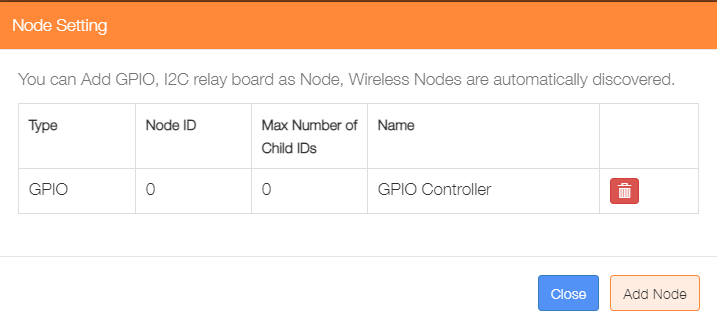 Node Setting
You can Add GPIO, I2C relay board as Node, Wireless Nodes are automatically discovered.
Type Node ID Max Number of Name
Child IDs
GPIO 0 0 GPIO Controller
Close Add Node